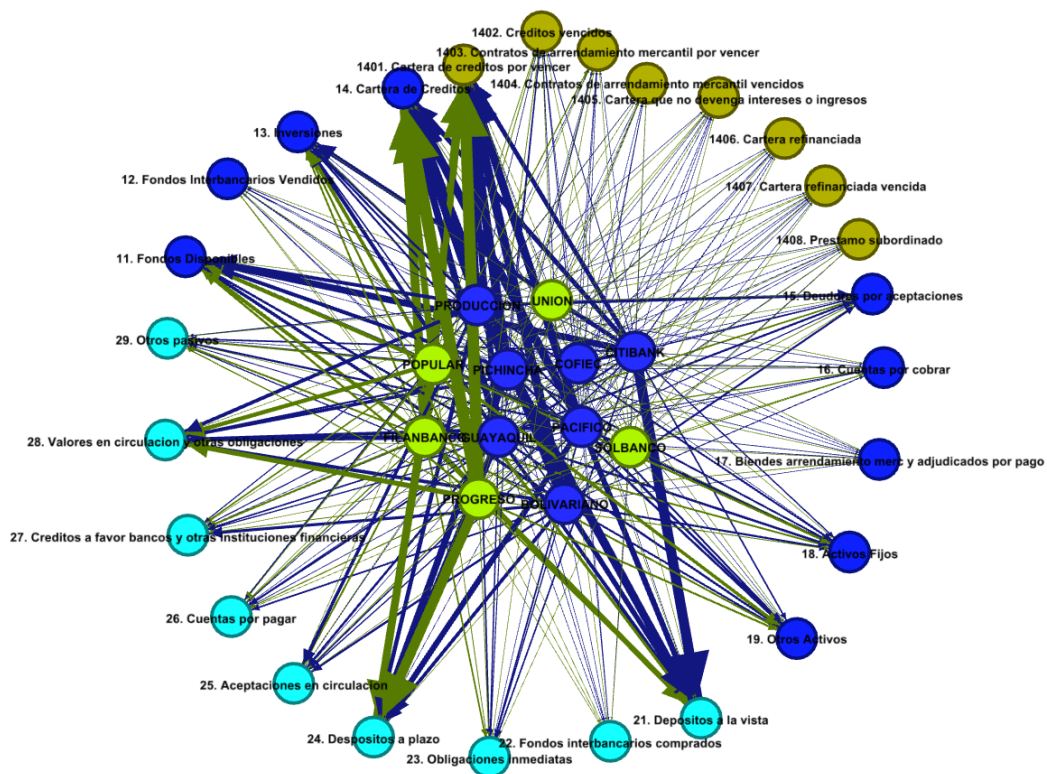 1402. Creditos vencidos
1403. Contratos de arrendamiento mercantil por vencer
1401. Cartera de creditos por vencer
14. Cartera de Creditos
1404. Contratos de arrendamiento mercantil vencidos
1405. Cartera que no devenga intereses o ingresos
13. Inversiones
1406. Cartera refinanciada
12. Fondos Interbancarios Vendidos
1407. Cartera refinanciada vencida
1408. Prestamo subordinado
11. Fondos Disponibles
15. Deudores por aceptaciones
PRODUCCION
UNION
29. Otros pasivos
POPULAR
PICHINCHA
COFIEC
CITIBANK
16. Cuentas por cobrar
28. Valores en circulacion y otras obligaciones
FILANBANCO
GUAYAQUIL
PACIFICO
SOLBANCO
17. Biendes arrendamiento merc y adjudicados por pago
PROGRESO
BOLIVARIANO
27. Creditos a favor bancos y otras instituciones financieras
18. Activos Fijos
26. Cuentas por pagar
19. Otros Activos
25. Aceptaciones en circulacion
21. Depositos a la vista
24. Despositos a plazo
22. Fondos interbancarios comprados
23. Obligaciones Inmediatas